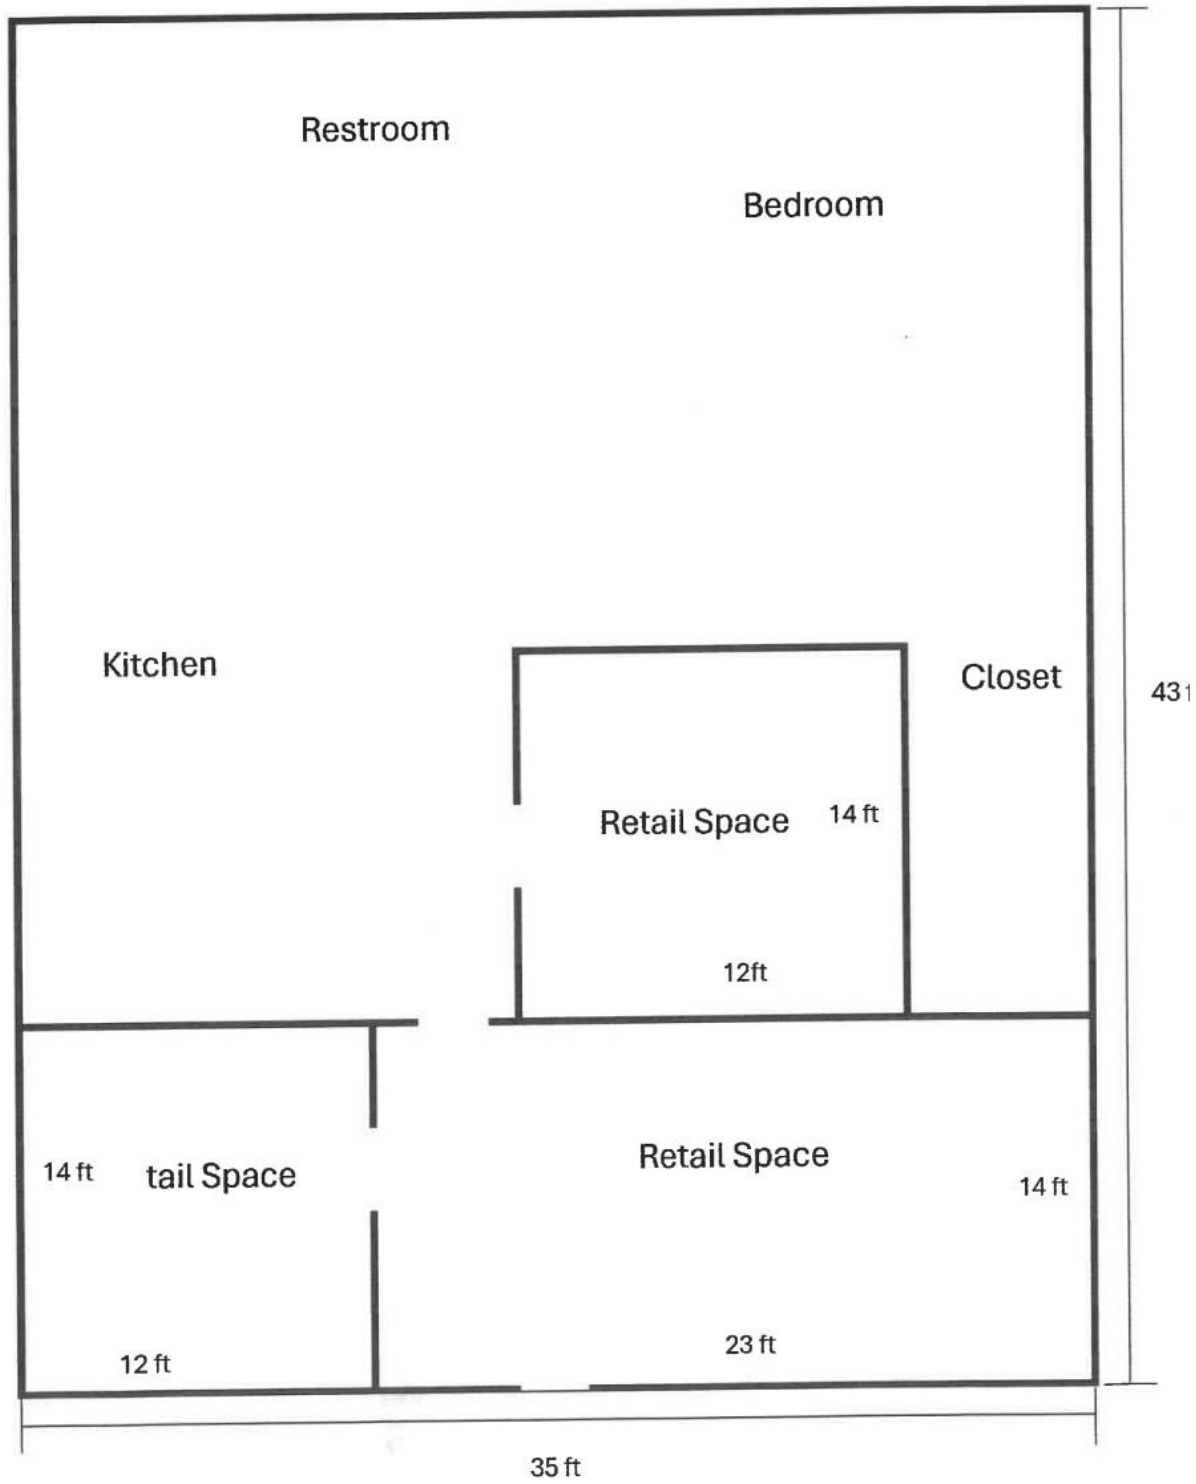 Restroom
Bedroom
Kitchen
Closet
43 f
Retail Space 14 ft
12ft
14 ft tail Space
Retail Space
14 ft
12 ft
23 ft
35 ft